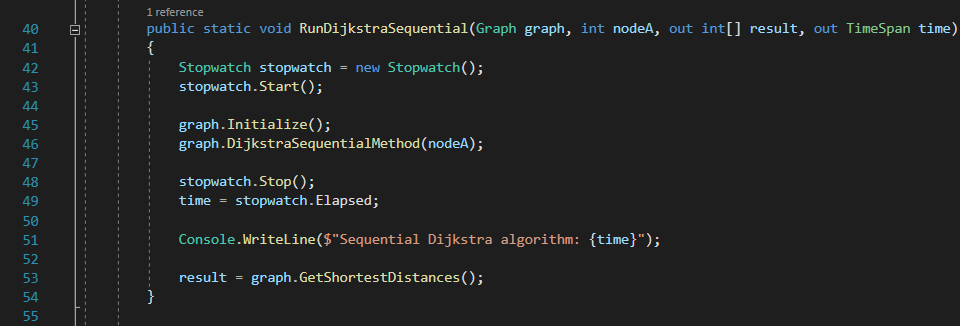 1 reference
40 public static void RunDijkstraSequential(Graph graph, int nodeA, out int[] result, out TimeSpan time)
41 {
42 Stopwatch stopwatch = new Stopwatch();
43 stopwatch.Start();
44
45 graph.Initialize();
46 graph.DijkstraSequentialMethod(nodeA);
47
48 stopwatch.Stop();
49 time = stopwatch.Elapsed;
50
51 Console.WriteLine($"Sequential Dijkstra algorithm: {time}");
52
53 result = graph.GetShortestDistances();
54 }
55